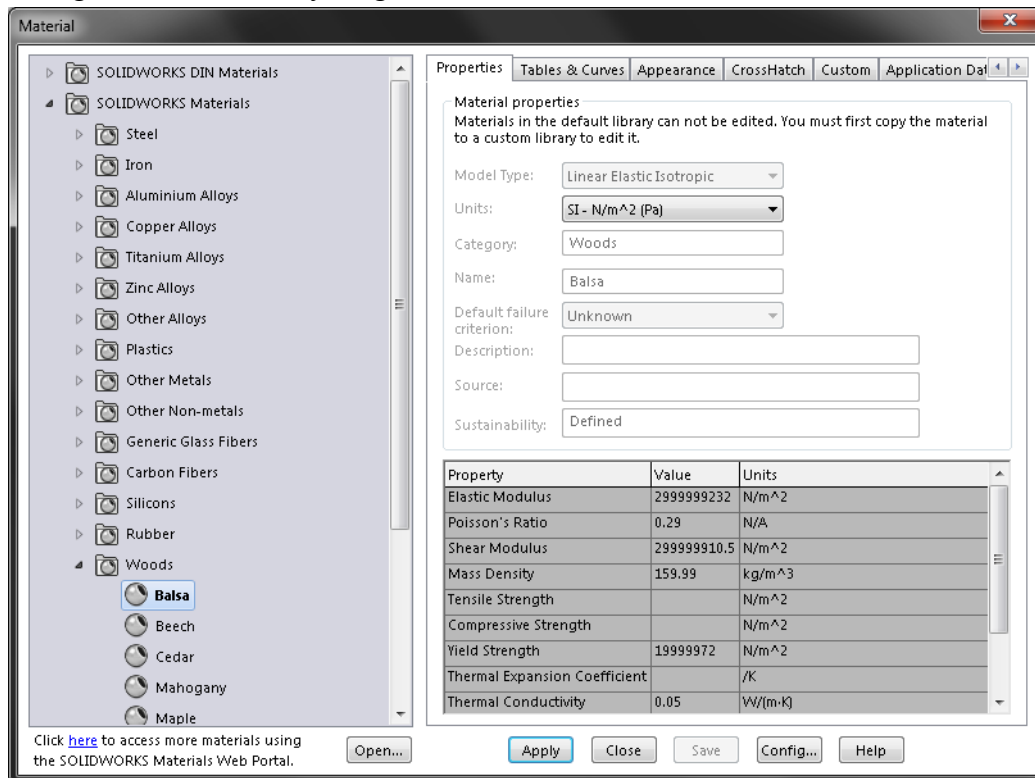 Material
SOLIDWORKS DIN Materials
SOLIDWORKS Materials
Steel
Iron
Aluminium Alloys
Copper Alloys
Titanium Alloys
Zinc Alloys
Other Alloys
Plastics
Other Metals
Other Non-metals
Generic Glass Fibers
Carbon Fibers
Silicons
Rubber
Woods
Balsa
Beech
Cedar
Mahogany
Maple
Click here to access more materials using
the SOLIDWORKS Materials Web Portal.
Open...
Properties Tables & Curves Appearance CrossHatch Custom Application Dat
Material properties
Materials in the default library can not be edited. You must first copy the material
to a custom library to edit it.
Model Type: Linear Elastic Isotropic
Units: SI - N/m^2 (Pa)
Category: Woods
Name: Balsa
Default failure
criterion: Unknown
Description:
Source:
Sustainability: Defined
Property Value Units
Elastic Modulus 2999999232 N/m^2
Poisson's Ratio 0.29 N/A
Shear Modulus 299999910.5 N/m^2
Mass Density 159.99 kg/m^3
Tensile Strength N/m^2
Compressive Strength N/m^2
Yield Strength 19999972 N/m^2
Thermal Expansion Coefficient /K
Thermal Conductivity 0.05 W/(m·K)
Apply Close Save Config... Help